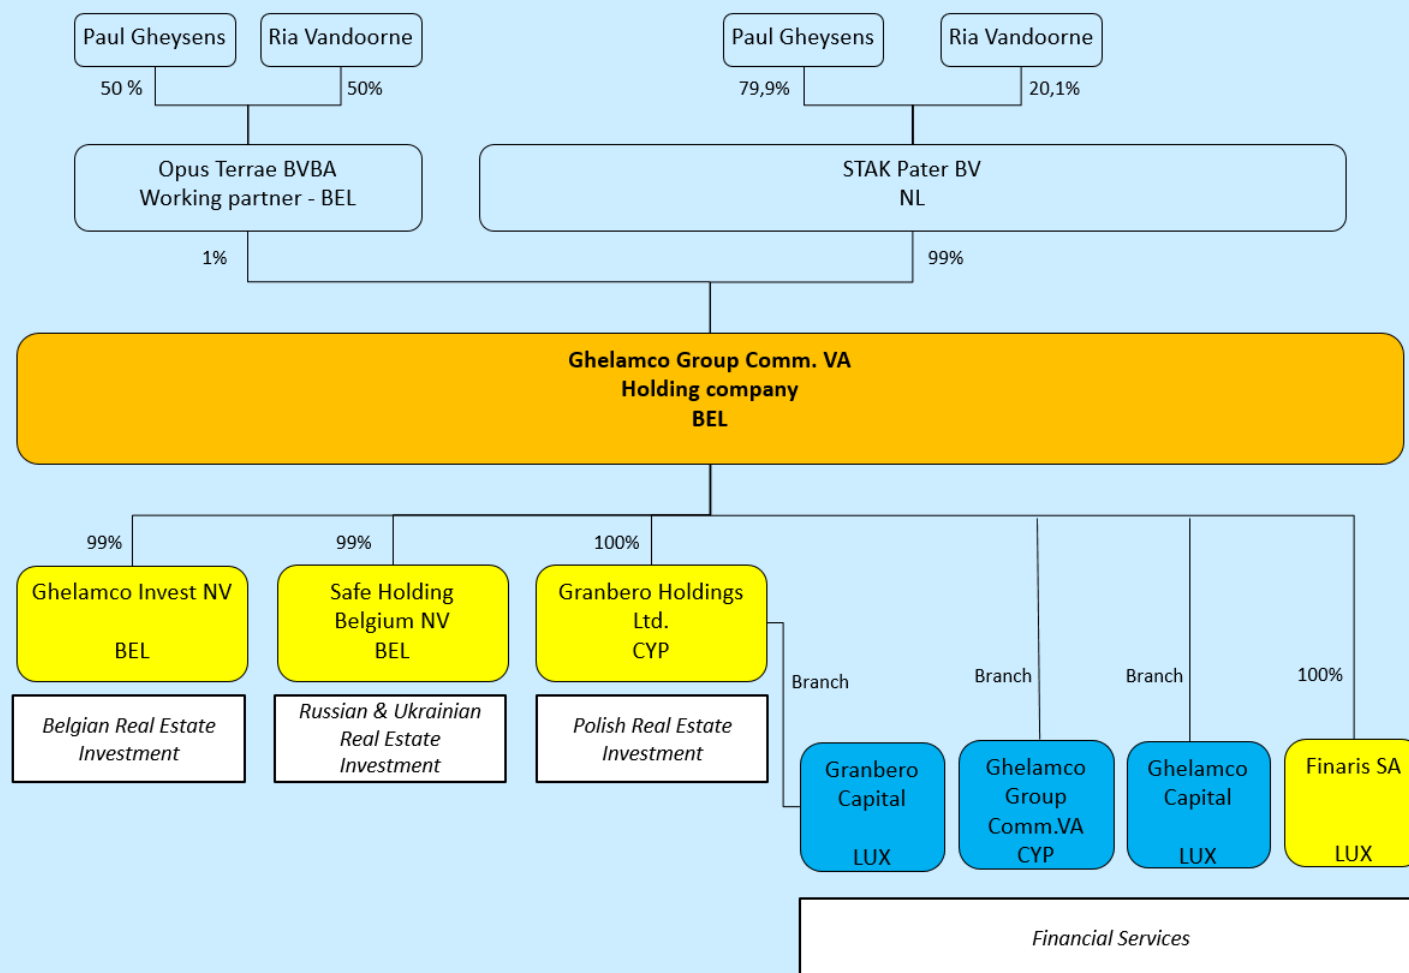 Paul Gheysens
Ria Vandoorne
Paul Gheysens
Ria Vandoorne
50 %
50%
79,9%
20,1%
Opus Terrae BVBA
Working partner - BEL
STAK Pater BV
NL
1%
99%
Ghelamco Group Comm. VA
Holding company
BEL
99%
99%
100%
Ghelamco Invest NV
BEL
Safe Holding
Belgium NV
BEL
Granbero Holdings
Ltd.
CYP
Branch
Branch
Branch
100%
Belgian Real Estate
Investment
Russian & Ukrainian
Real Estate
Investment
Polish Real Estate
Investment
Granbero
Capital
LUX
Ghelamco
Group
Comm.VA
CYP
Ghelamco
Capital
LUX
Finaris SA
LUX
Financial Services